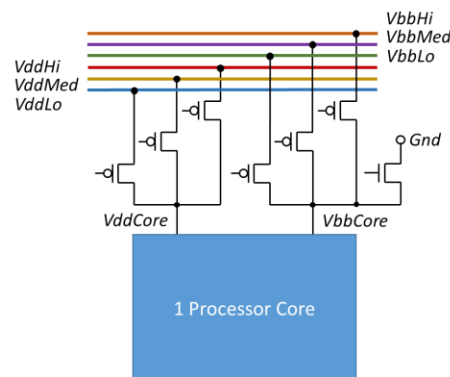 VbbHi
VbbMed
VbbLo
VddHi
VddMed
VddLo
Gnd
VddCore
VbbCore
1 Processor Core